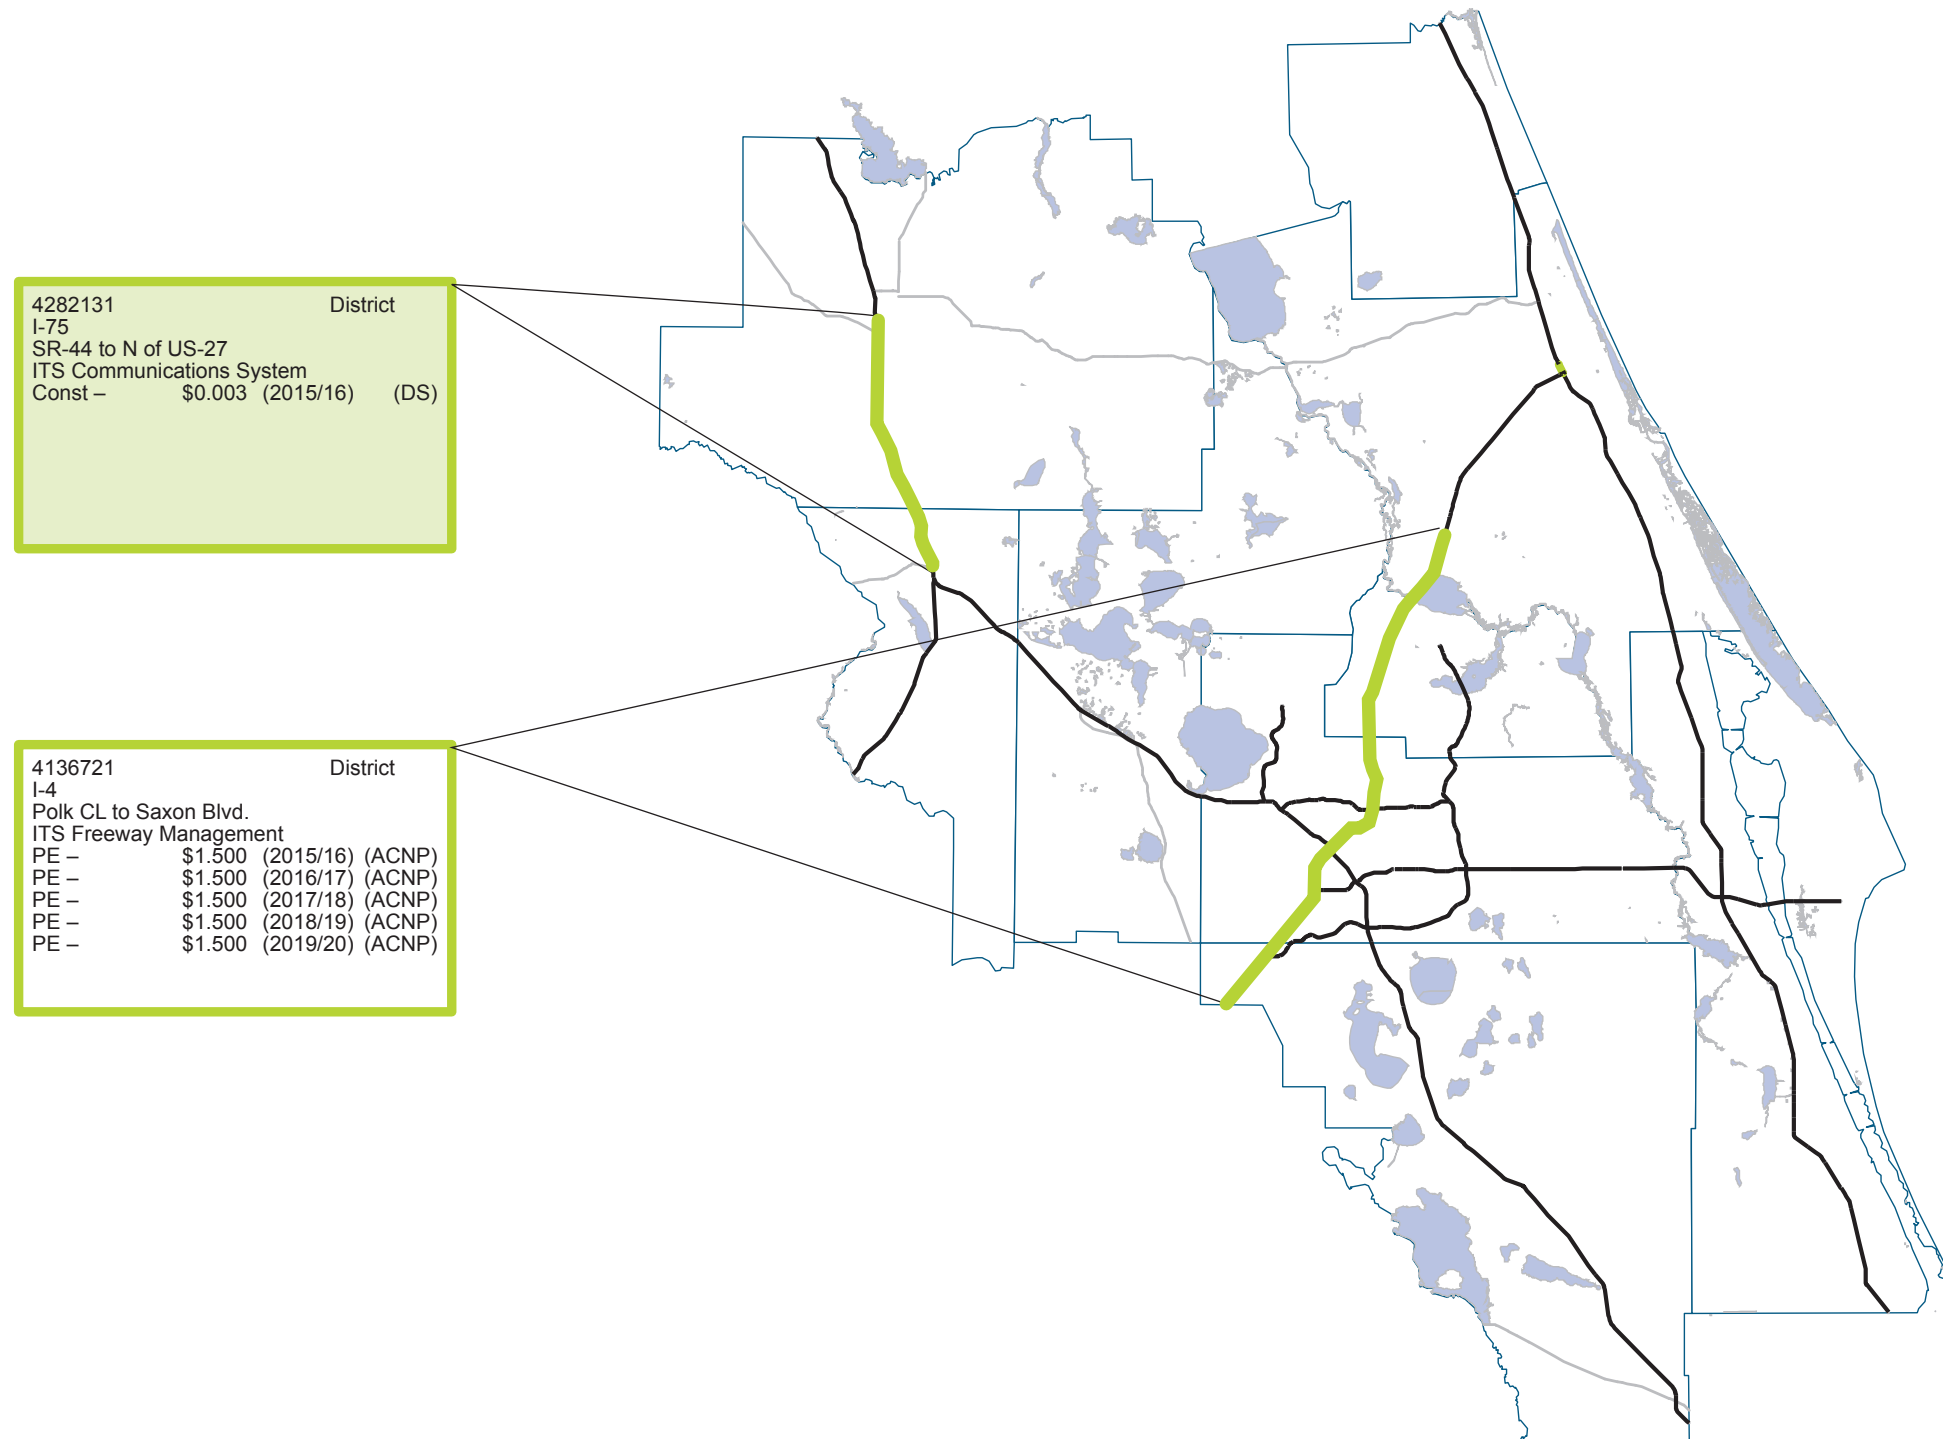 4282131 District
I-75
SR-44 to N of US-27
ITS Communications System
Const – $0.003 (2015/16) (DS)
4136721 District
I-4
Polk CL to Saxon Blvd.
ITS Freeway Management
PE – $1.500 (2015/16) (ACNP)
PE – $1.500 (2016/17) (ACNP)
PE – $1.500 (2017/18) (ACNP)
PE – $1.500 (2018/19) (ACNP)
PE – $1.500 (2019/20) (ACNP)